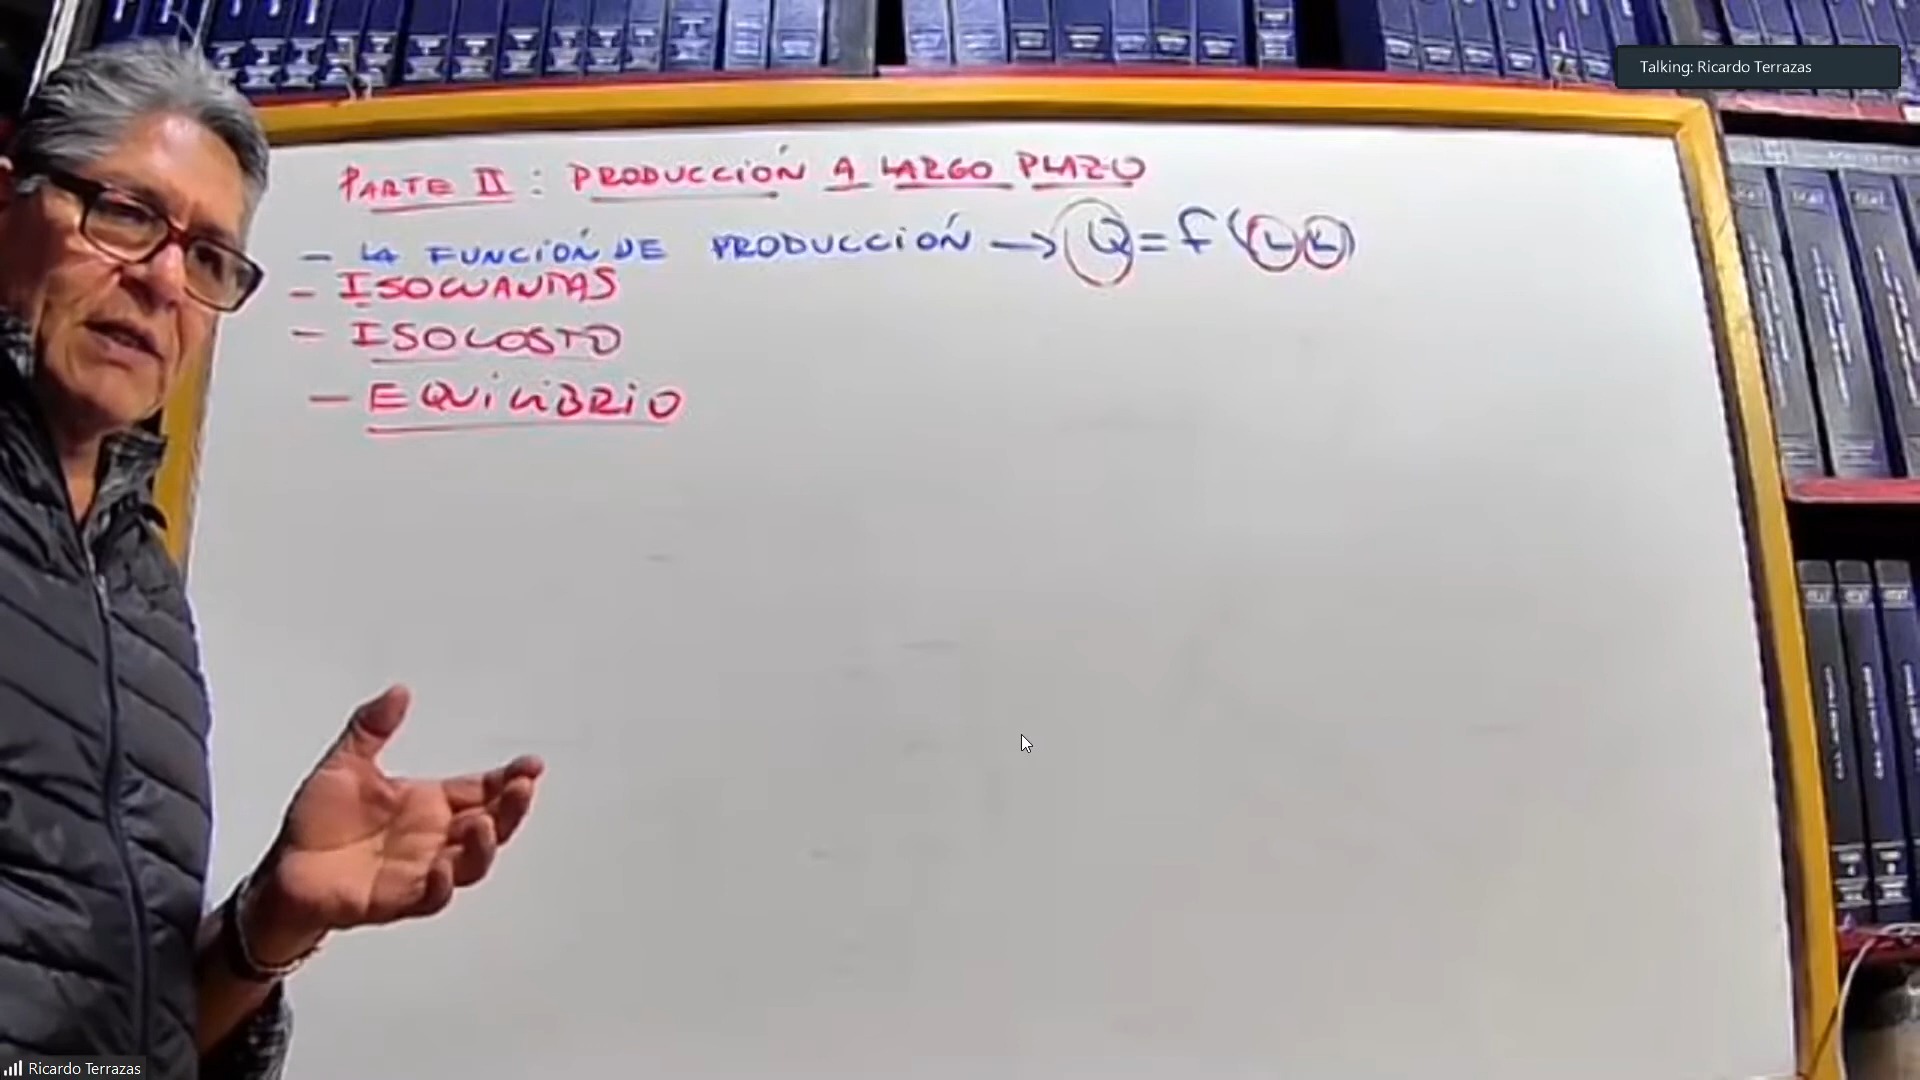 Talking: Ricardo Terrazas
PARTE II : PRODUCCIÓN A LARGO PLAZO
- LA FUNCIÓN DE PRODUCCIÓN → Q = f (L K)
- ISOCUANTAS
- ISOCOSTO
- EQUILIBRIO
Ricardo Terrazas